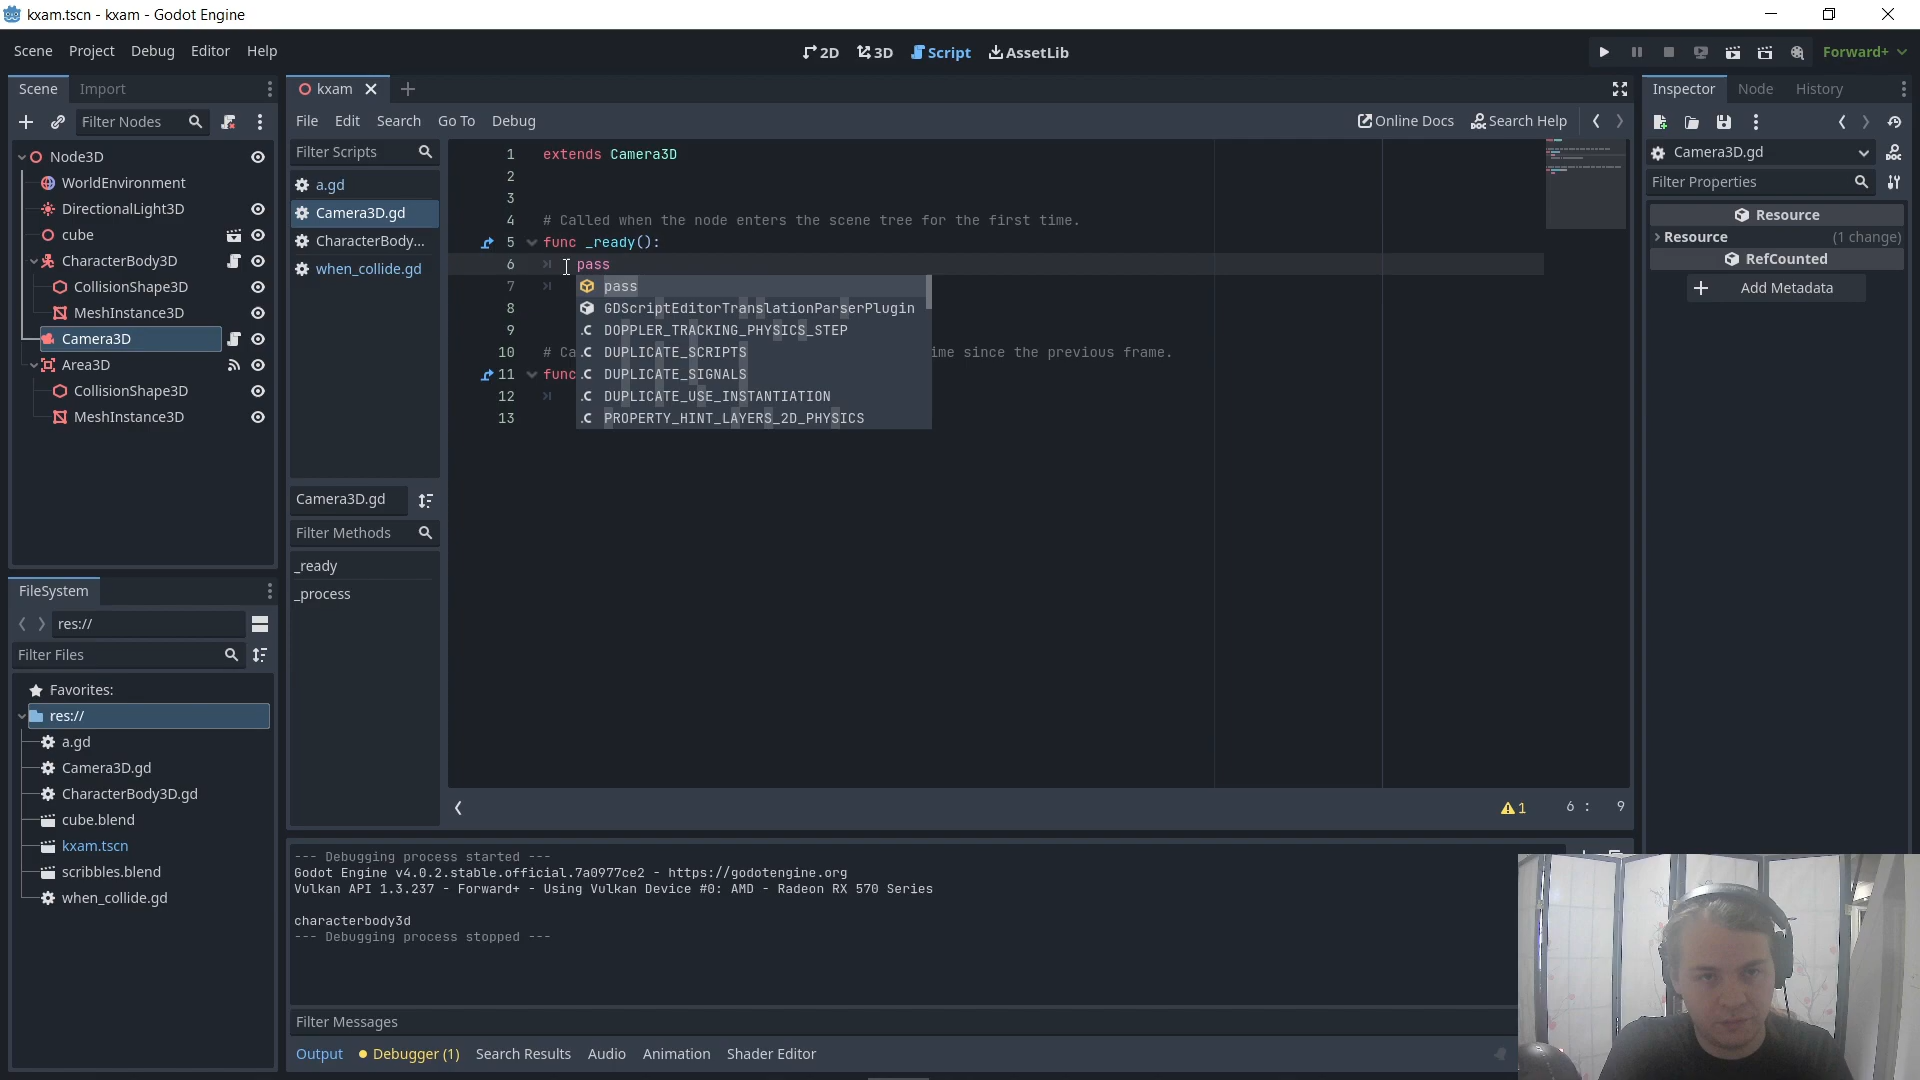 kxam.tscn - kxam - Godot Engine
Scene Project Debug Editor Help
2D 3D Script AssetLib
Forward+
Scene Import
Filter Nodes
Node3D
WorldEnvironment
DirectionalLight3D
cube
CharacterBody3D
CollisionShape3D
MeshInstance3D
Camera3D
Area3D
CollisionShape3D
MeshInstance3D
FileSystem
res://
Filter Files
Favorites:
res://
a.gd
Camera3D.gd
CharacterBody3D.gd
cube.blend
kxam.tscn
scribbles.blend
when_collide.gd
kxam
File Edit Search Go To Debug
Online Docs Search Help
Filter Scripts
a.gd
Camera3D.gd
CharacterBody...
when_collide.gd
Camera3D.gd
Filter Methods
_ready
_process
1 extends Camera3D
2
3
4 # Called when the node enters the scene tree for the first time.
5 func _ready():
6 pass
7
8
9
10 # Ca ime since the previous frame.
11 func
12
13
pass
GDScriptEditorTranslationParserPlugin
.C DOPPLER_TRACKING_PHYSICS_STEP
.C DUPLICATE_SCRIPTS
.C DUPLICATE_SIGNALS
.C DUPLICATE_USE_INSTANTIATION
.C PROPERTY_HINT_LAYERS_2D_PHYSICS
1 6 : 9
--- Debugging process started ---
Godot Engine v4.0.2.stable.official.7a0977ce2 - https://godotengine.org
Vulkan API 1.3.237 - Forward+ - Using Vulkan Device #0: AMD - Radeon RX 570 Series
characterbody3d
--- Debugging process stopped ---
Filter Messages
Output Debugger (1) Search Results Audio Animation Shader Editor
Inspector Node History
Camera3D.gd
Filter Properties
Resource
Resource (1 change)
RefCounted
Add Metadata